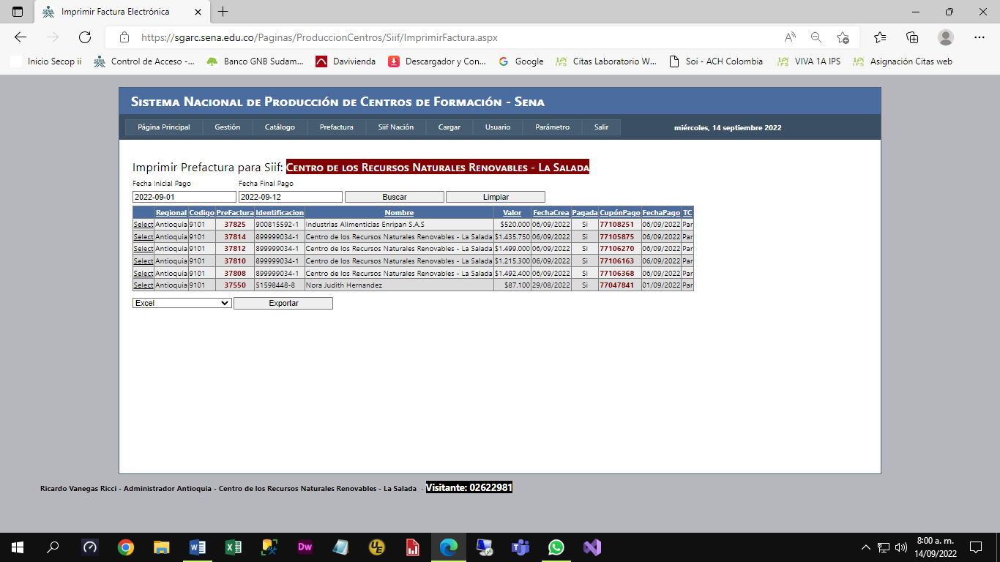 Imprimir Factura Electrónica
https://sgarc.sena.edu.co/Paginas/ProduccionCentros/Siif/ImprimirFactura.aspx
Inicio Secop ii Control de Acceso -... Banco GNB Sudam... Davivienda Descargador y Con... Google Citas Laboratorio W... Soi - ACH Colombia VIVA 1A IPS Asignación Citas web
Sistema Nacional de Producción de Centros de Formación - Sena
Página Principal Gestión Catálogo Prefactura Siif Nación Cargar Usuario Parámetro Salir miércoles, 14 septiembre 2022
Imprimir Prefactura para Siif: Centro de los Recursos Naturales Renovables - La Salada
Fecha Inicial Pago Fecha Final Pago
2022-09-01 2022-09-12 Buscar Limpiar
Regional Codigo PreFactura Identificacion Nombre Valor FechaCrea Pagada CupónPago FechaPago TC
Select Antioquia 9101 37825 900815592-1 Industrias Alimenticias Enripan S.A.S $520.000 06/09/2022 Si 77108251 06/09/2022 Par
Select Antioquia 9101 37814 899999034-1 Centro de los Recursos Naturales Renovables - La Salada $1.435.750 06/09/2022 Si 77105875 06/09/2022 Par
Select Antioquia 9101 37812 899999034-1 Centro de los Recursos Naturales Renovables - La Salada $1.499.000 06/09/2022 Si 77106270 06/09/2022 Par
Select Antioquia 9101 37810 899999034-1 Centro de los Recursos Naturales Renovables - La Salada $1.215.300 06/09/2022 Si 77106163 06/09/2022 Par
Select Antioquia 9101 37808 899999034-1 Centro de los Recursos Naturales Renovables - La Salada $1.492.400 06/09/2022 Si 77106368 06/09/2022 Par
Select Antioquia 9101 37550 51598448-8 Nora Judith Hernandez $87.100 29/08/2022 Si 77047841 01/09/2022 Par
Excel Exportar
Ricardo Vanegas Ricci - Administrador Antioquia - Centro de los Recursos Naturales Renovables - La Salada - Visitante: 02622981
8:00 a. m.
14/09/2022